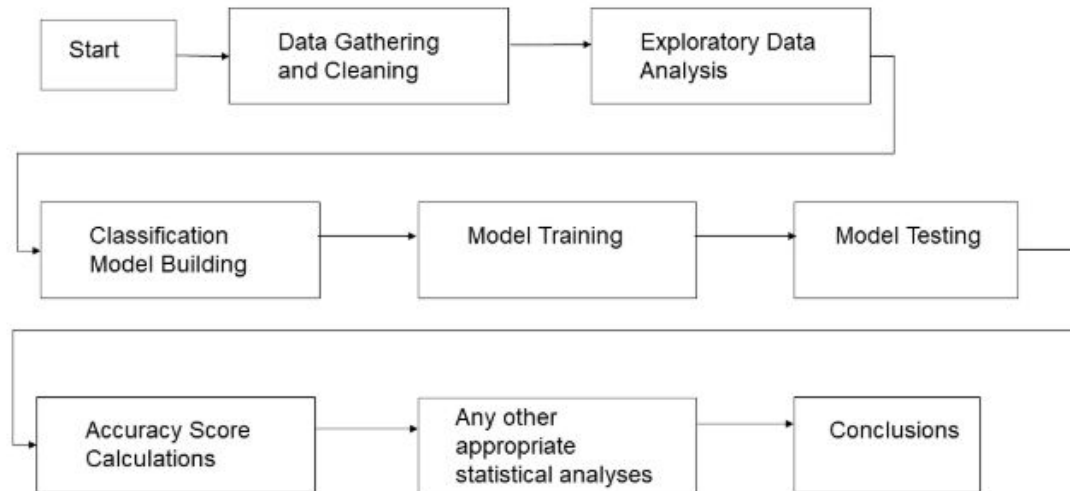 Start
Data Gathering
and Cleaning
Exploratory Data
Analysis
Classification
Model Building
Model Training
Model Testing
Accuracy Score
Calculations
Any other
appropriate
statistical analyses
Conclusions